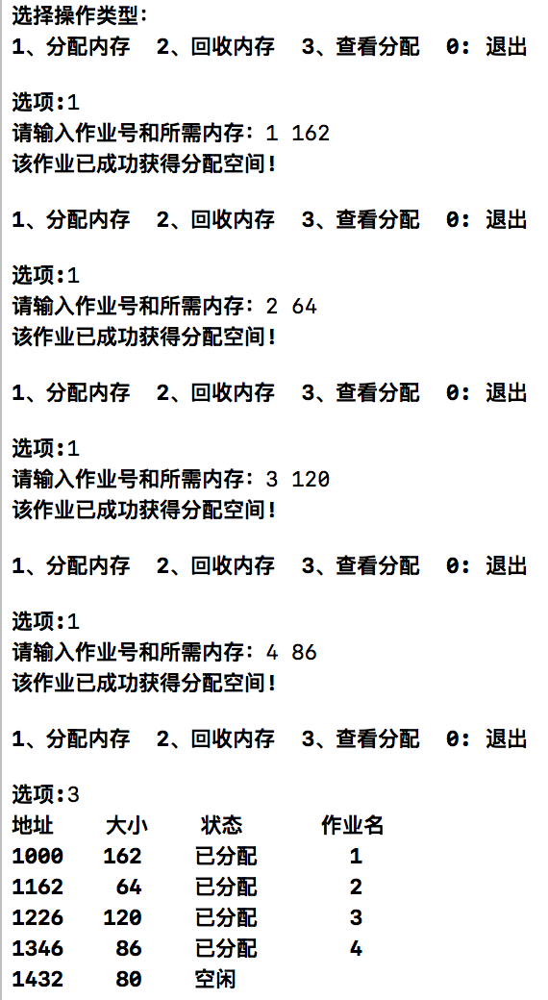 选择操作类型：
1、分配内存  2、回收内存  3、查看分配  0: 退出
选项:1
请输入作业号和所需内存：1 162
该作业已成功获得分配空间!
1、分配内存  2、回收内存  3、查看分配  0: 退出
选项:1
请输入作业号和所需内存：2 64
该作业已成功获得分配空间!
1、分配内存  2、回收内存  3、查看分配  0: 退出
选项:1
请输入作业号和所需内存：3 120
该作业已成功获得分配空间!
1、分配内存  2、回收内存  3、查看分配  0: 退出
选项:1
请输入作业号和所需内存：4 86
该作业已成功获得分配空间!
1、分配内存  2、回收内存  3、查看分配  0: 退出
选项:3
地址    大小    状态      作业名
1000   162    已分配       1
1162    64    已分配       2
1226   120    已分配       3
1346    86    已分配       4
1432    80    空闲